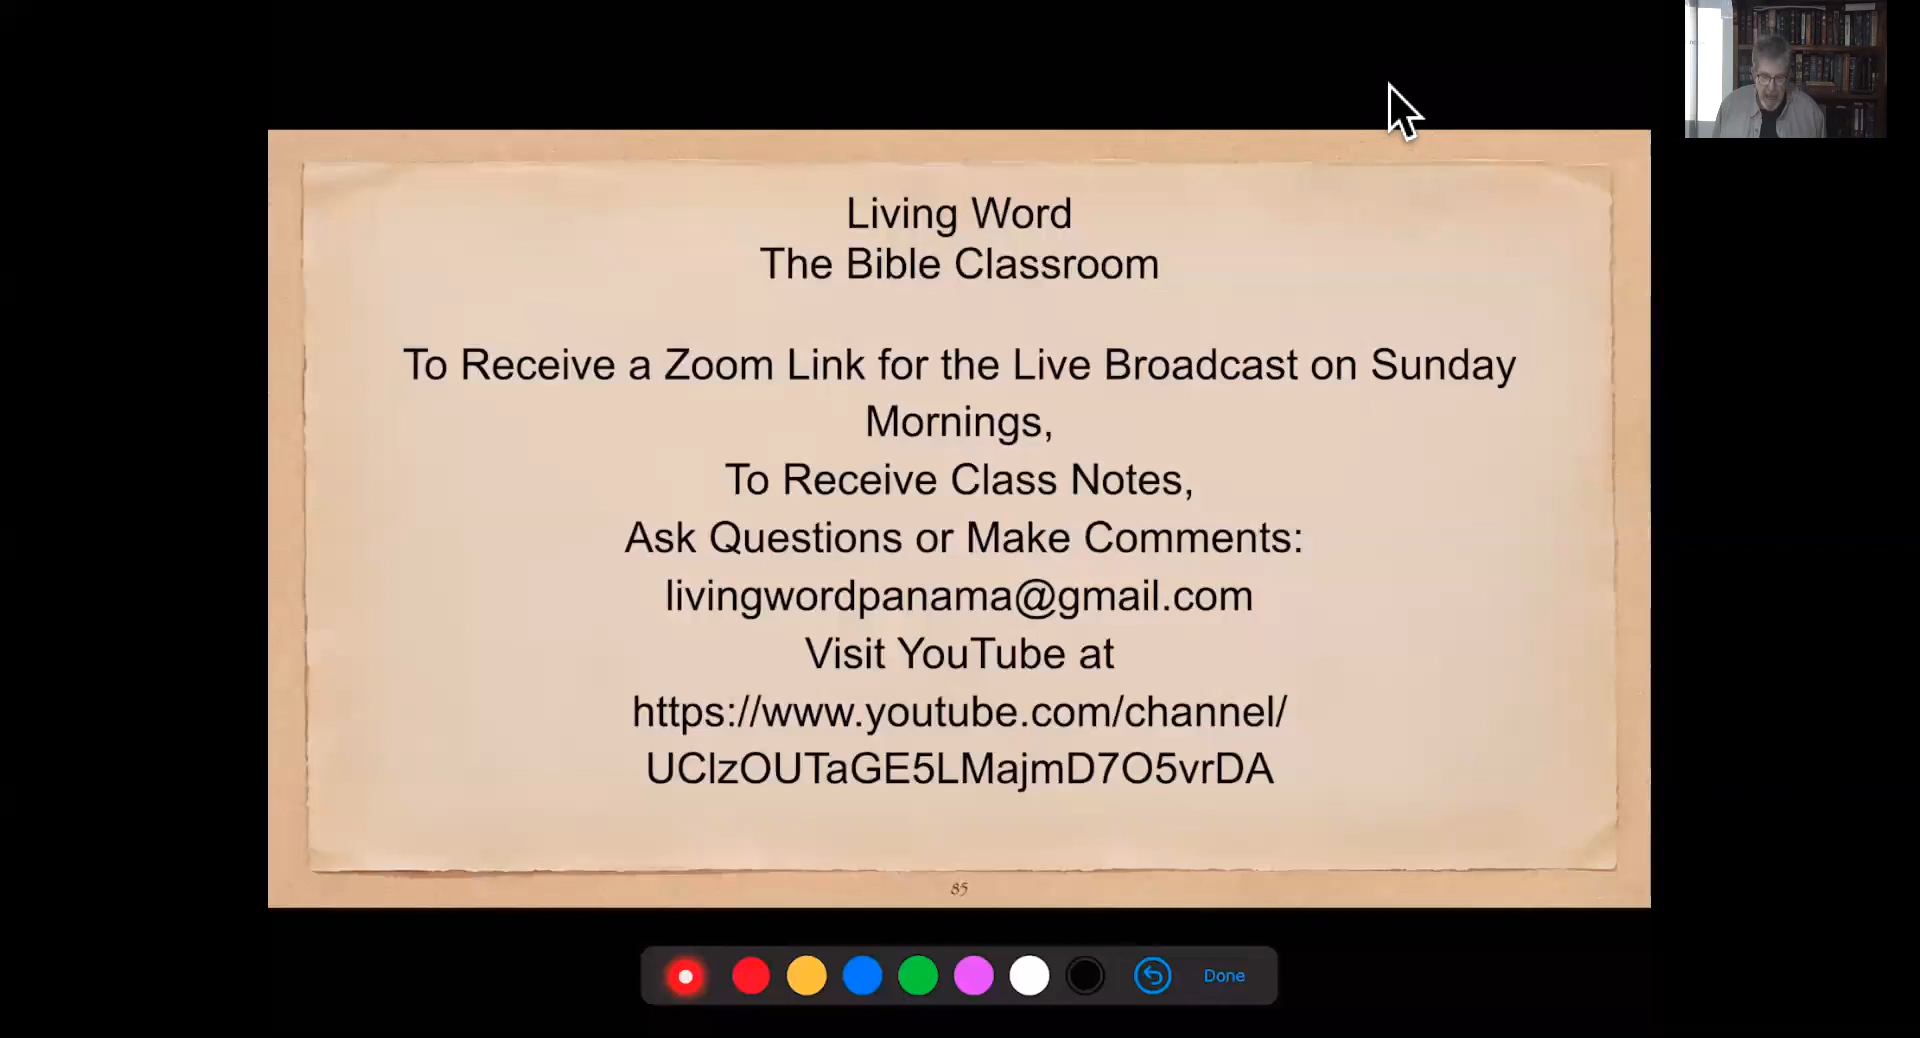 Living Word
The Bible Classroom
To Receive a Zoom Link for the Live Broadcast on Sunday
Mornings,
To Receive Class Notes,
Ask Questions or Make Comments:
livingwordpanama@gmail.com
Visit YouTube at
https://www.youtube.com/channel/
UClzOUTaGE5LMajmD7O5vrDA
85
Done